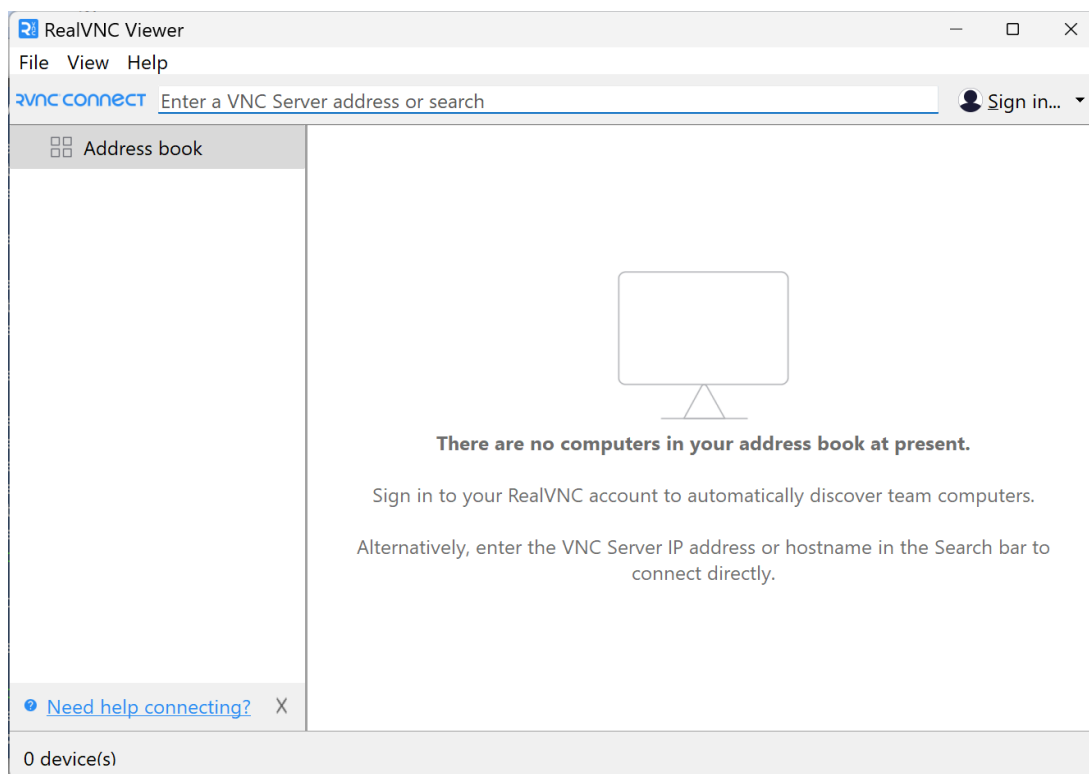 RealVNC Viewer
File View Help
RVNC CONNECT Enter a VNC Server address or search Sign in...
Address book
There are no computers in your address book at present.
Sign in to your RealVNC account to automatically discover team computers.
Alternatively, enter the VNC Server IP address or hostname in the Search bar to
connect directly.
? Need help connecting? X
0 device(s)